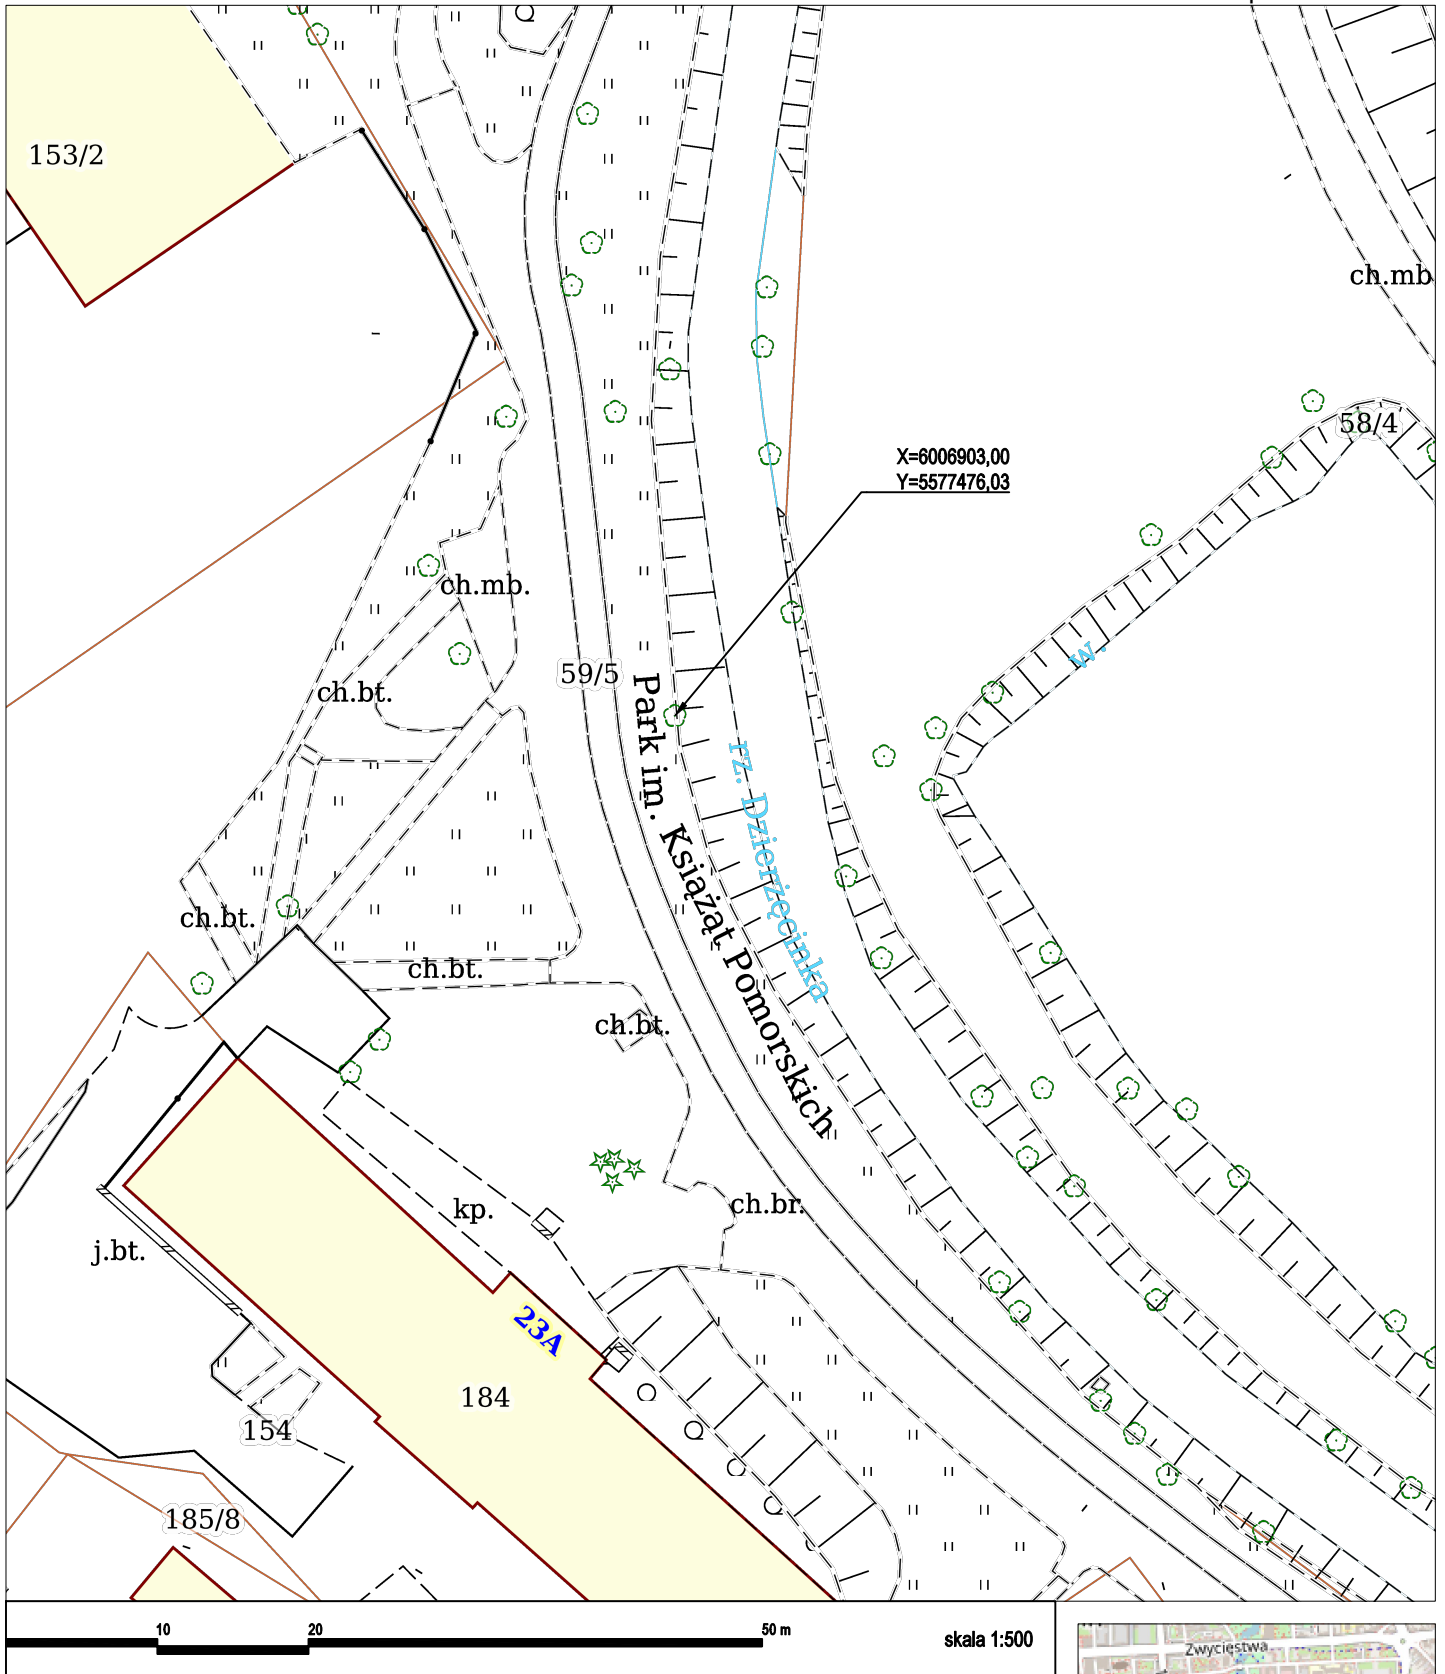 153/2
ch.mb
58/4
X=6006903,00
Y=5577476,03
ch.mb.
w.
59/5
ch.bt.
Park im. Książąt Pomorskich
rz. Dzierżęcinka
ch.bt.
ch.bt.
ch.bt.
kp.
ch.br.
j.bt.
23A
184
154
185/8
10
20
50 m
skala 1:500
Zwycięstwa